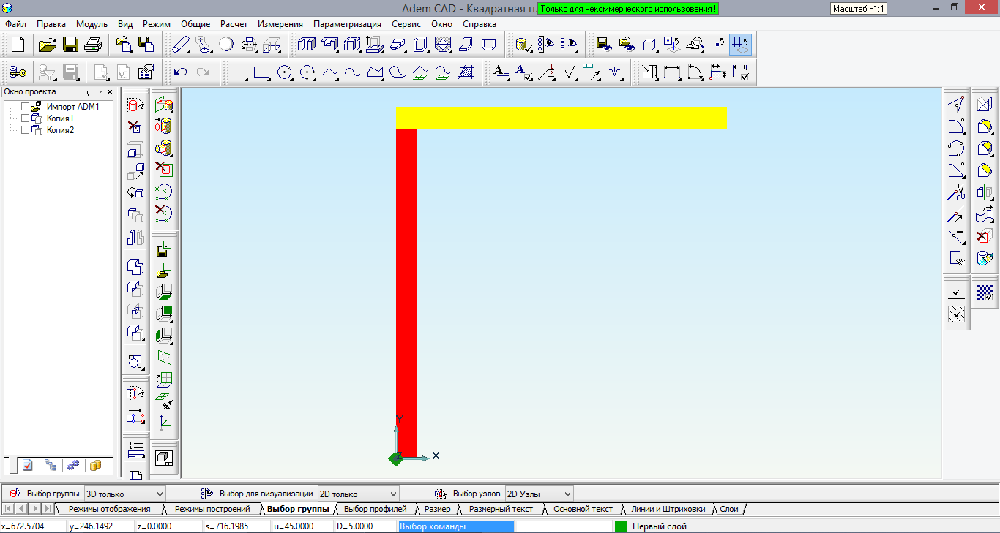 Adem CAD - Квадратная пл
Только для некоммерческого использования !
Масштаб =1:1
Файл Правка Модуль Вид Режим Общие Расчет Измерения Параметризация Сервис Окно Справка
Окно проекта
Импорт ADM1
Копия1
Копия2
Y
Z X
Выбор группы 3D только Выбор для визуализации 2D только Выбор узлов 2D Узлы
Режимы отображения Режимы построений Выбор группы Выбор профилей Размер Размерный текст Основной текст Линии и Штриховки Слои
x=672.5704 y=246.1492 z=0.0000 s=716.1985 u=45.0000 D=5.0000 Выбор команды Первый слой